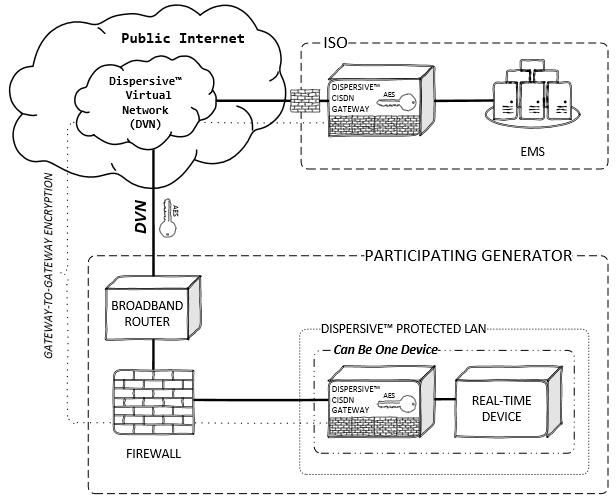 Public Internet
Dispersive™
Virtual
Network
(DVN)
ISO
DISPERSIVE™
CISDN
GATEWAY
AES
EMS
GATEWAY-TO-GATEWAY ENCRYPTION
DVN
AES
PARTICIPATING GENERATOR
BROADBAND
ROUTER
DISPERSIVE™ PROTECTED LAN
Can Be One Device
DISPERSIVE™
CISDN
GATEWAY
AES
REAL-TIME
DEVICE
FIREWALL